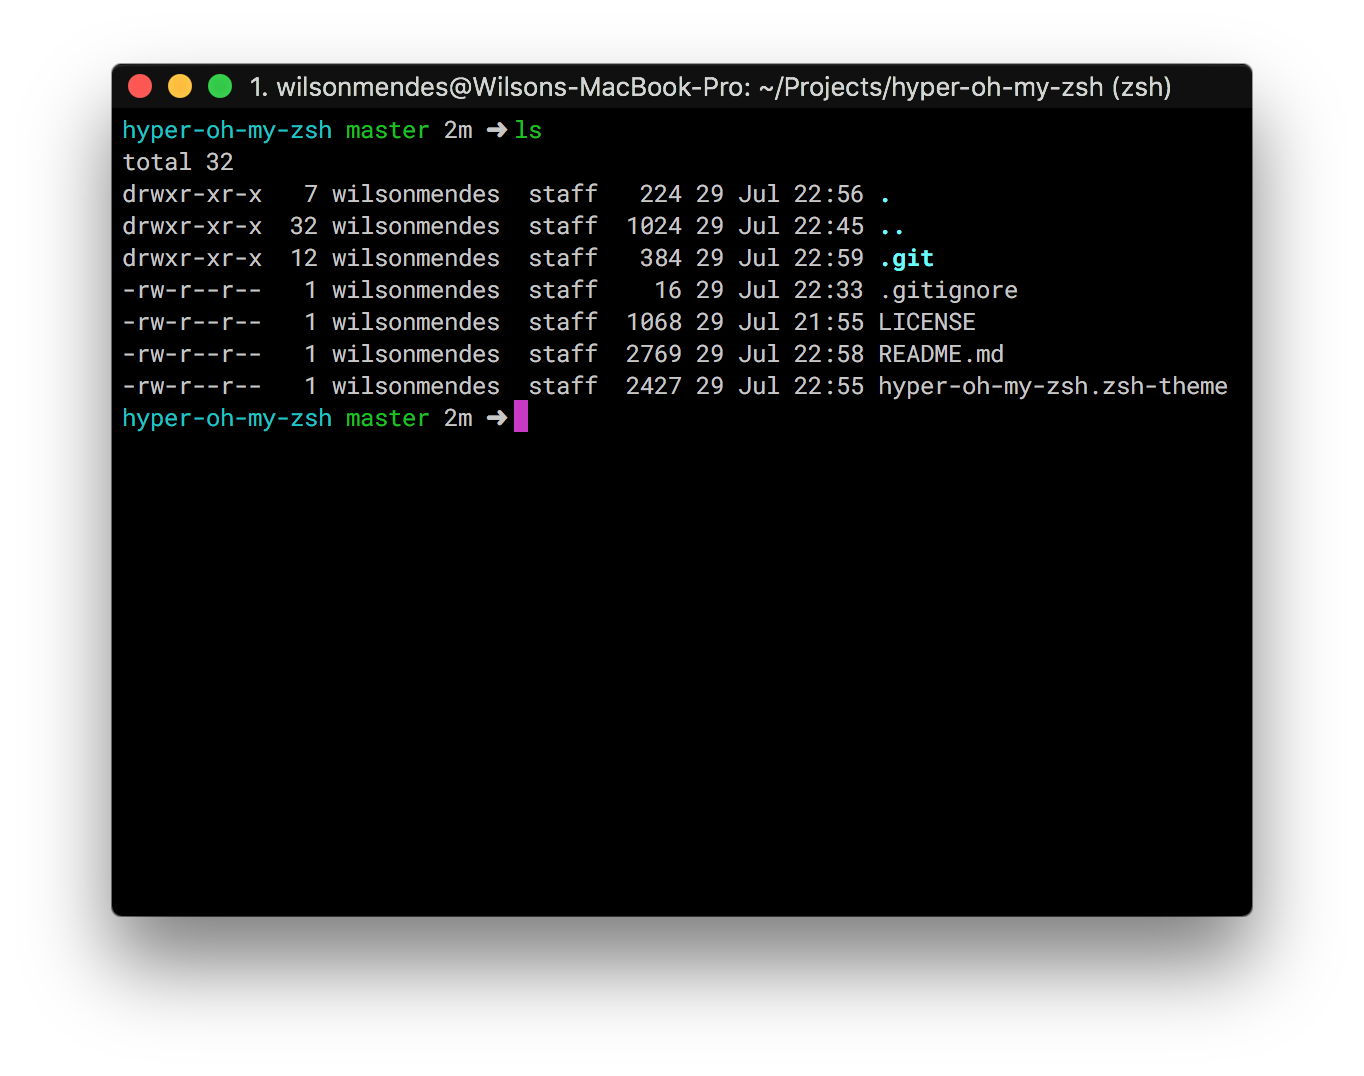 1. wilsonmendes@Wilsons-MacBook-Pro: ~/Projects/hyper-oh-my-zsh (zsh)
hyper-oh-my-zsh master 2m ➜ ls
total 32
drwxr-xr-x   7 wilsonmendes  staff   224 29 Jul 22:56 .
drwxr-xr-x  32 wilsonmendes  staff  1024 29 Jul 22:45 ..
drwxr-xr-x  12 wilsonmendes  staff   384 29 Jul 22:59 .git
-rw-r--r--   1 wilsonmendes  staff    16 29 Jul 22:33 .gitignore
-rw-r--r--   1 wilsonmendes  staff  1068 29 Jul 21:55 LICENSE
-rw-r--r--   1 wilsonmendes  staff  2769 29 Jul 22:58 README.md
-rw-r--r--   1 wilsonmendes  staff  2427 29 Jul 22:55 hyper-oh-my-zsh.zsh-theme
hyper-oh-my-zsh master 2m ➜